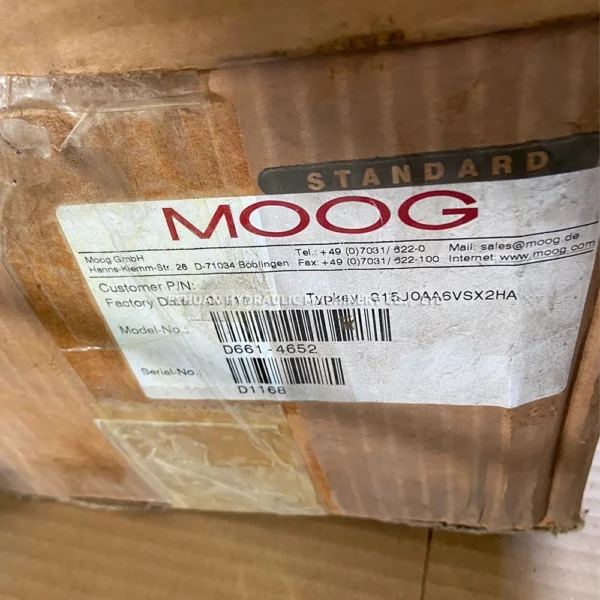 STANDARD
MOOG
Moog GmbH
Hanns-Klemm-Str. 28 D-71034 Böblingen
Tel.: +49 (0)7031/ 622-0
Fax: +49 (0)7031/ 622-100
Mail: sales@moog.de
Internet: www.moog.com
Customer P/N:
Factory
HYDRAULIC
Typkey: G15JOAA6VSX2HA
Model-No.:
D661-4652
Serial-No.:
D1168